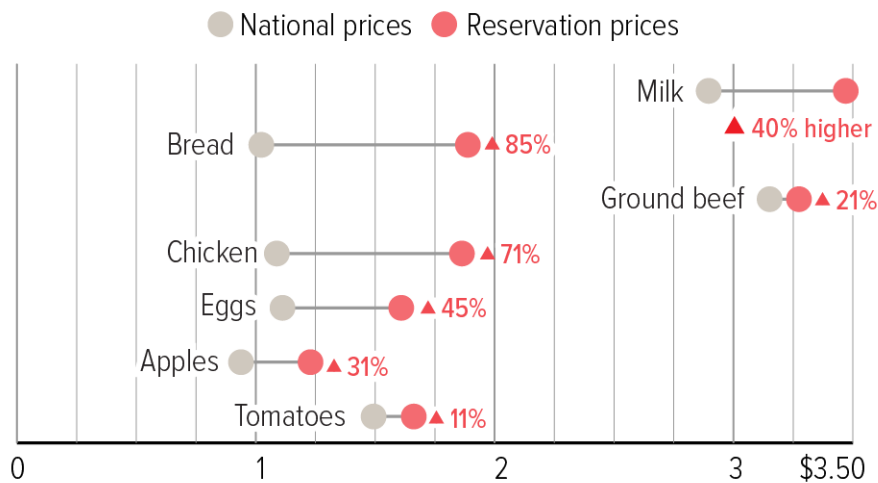 National prices Reservation prices
Milk
▲ 40% higher
Bread ▲ 85%
Ground beef ▲ 21%
Chicken ▲ 71%
Eggs ▲ 45%
Apples ▲ 31%
Tomatoes ▲ 11%
0 1 2 3 $3.50